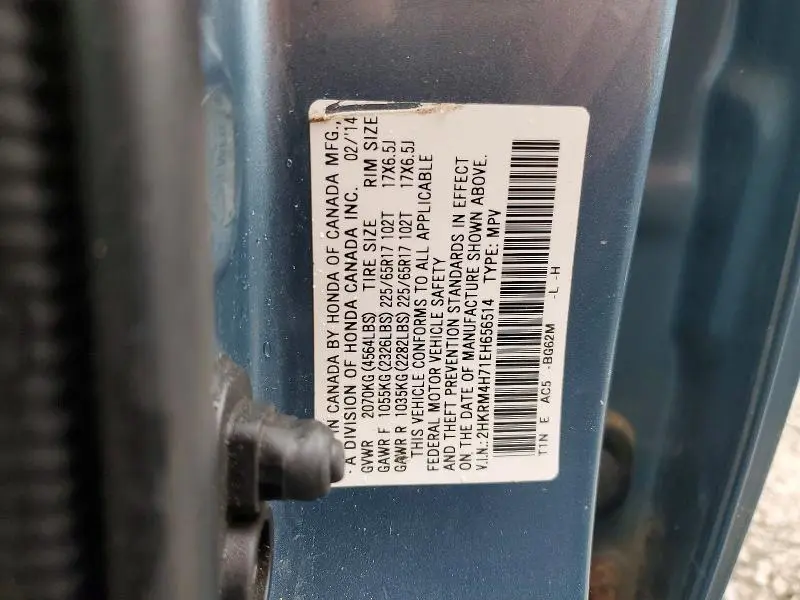 IN CANADA BY HONDA OF CANADA MFG.,
- A DIVISION OF HONDA CANADA INC. 02/'14
GVWR 2070KG(4564LBS) TIRE SIZE RIM SIZE
GAWR F 1055KG(2326LBS) 225/65R17 102T 17X6.5J
GAWR R 1035KG(2282LBS) 225/65R17 102T 17X6.5J
THIS VEHICLE CONFORMS TO ALL APPLICABLE
FEDERAL MOTOR VEHICLE SAFETY
AND THEFT PREVENTION STANDARDS IN EFFECT
ON THE DATE OF MANUFACTURE SHOWN ABOVE.
V.I.N.: 2HKRM4H71EH656514 TYPE: MPV
T1N E AC5 -BG62M -L -H